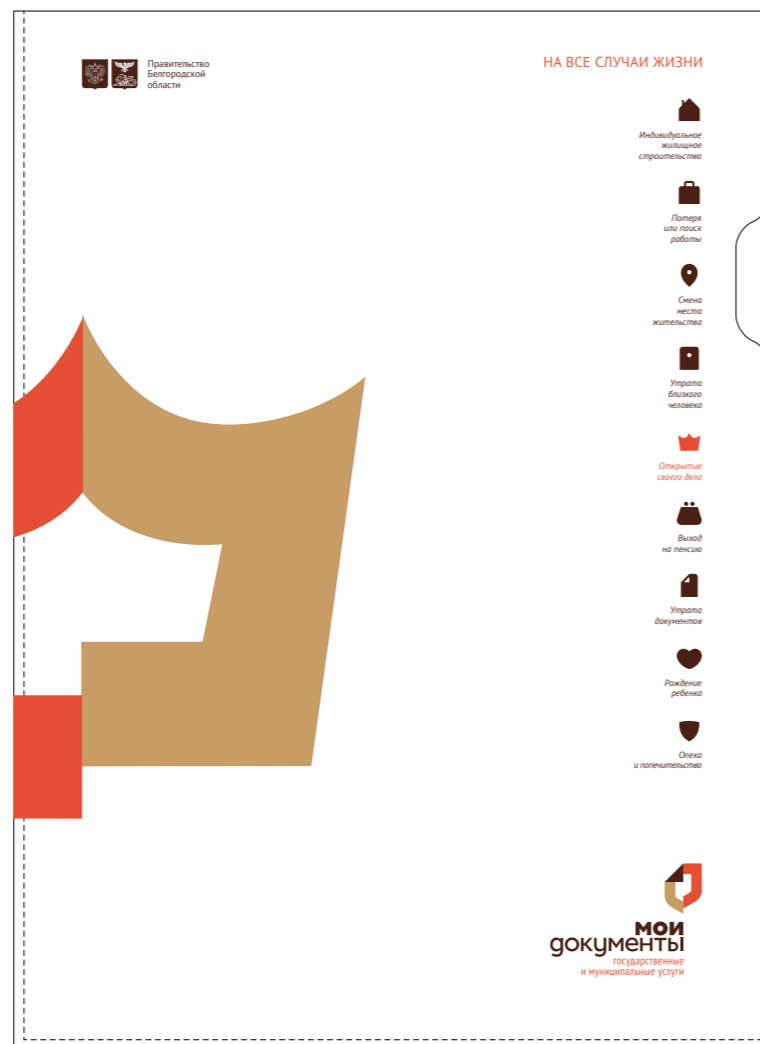 Правительство
Белгородской
области
НА ВСЕ СЛУЧАИ ЖИЗНИ
Индивидуальное
жилищное
строительство
Потеря
или поиск
работы
Смена
места
жительства
Утрата
близкого
человека
Открытие
своего дела
Выход
на пенсию
Утрата
документов
Рождение
ребенка
Опека
и попечительство
мои
документы
государственные
и муниципальные услуги